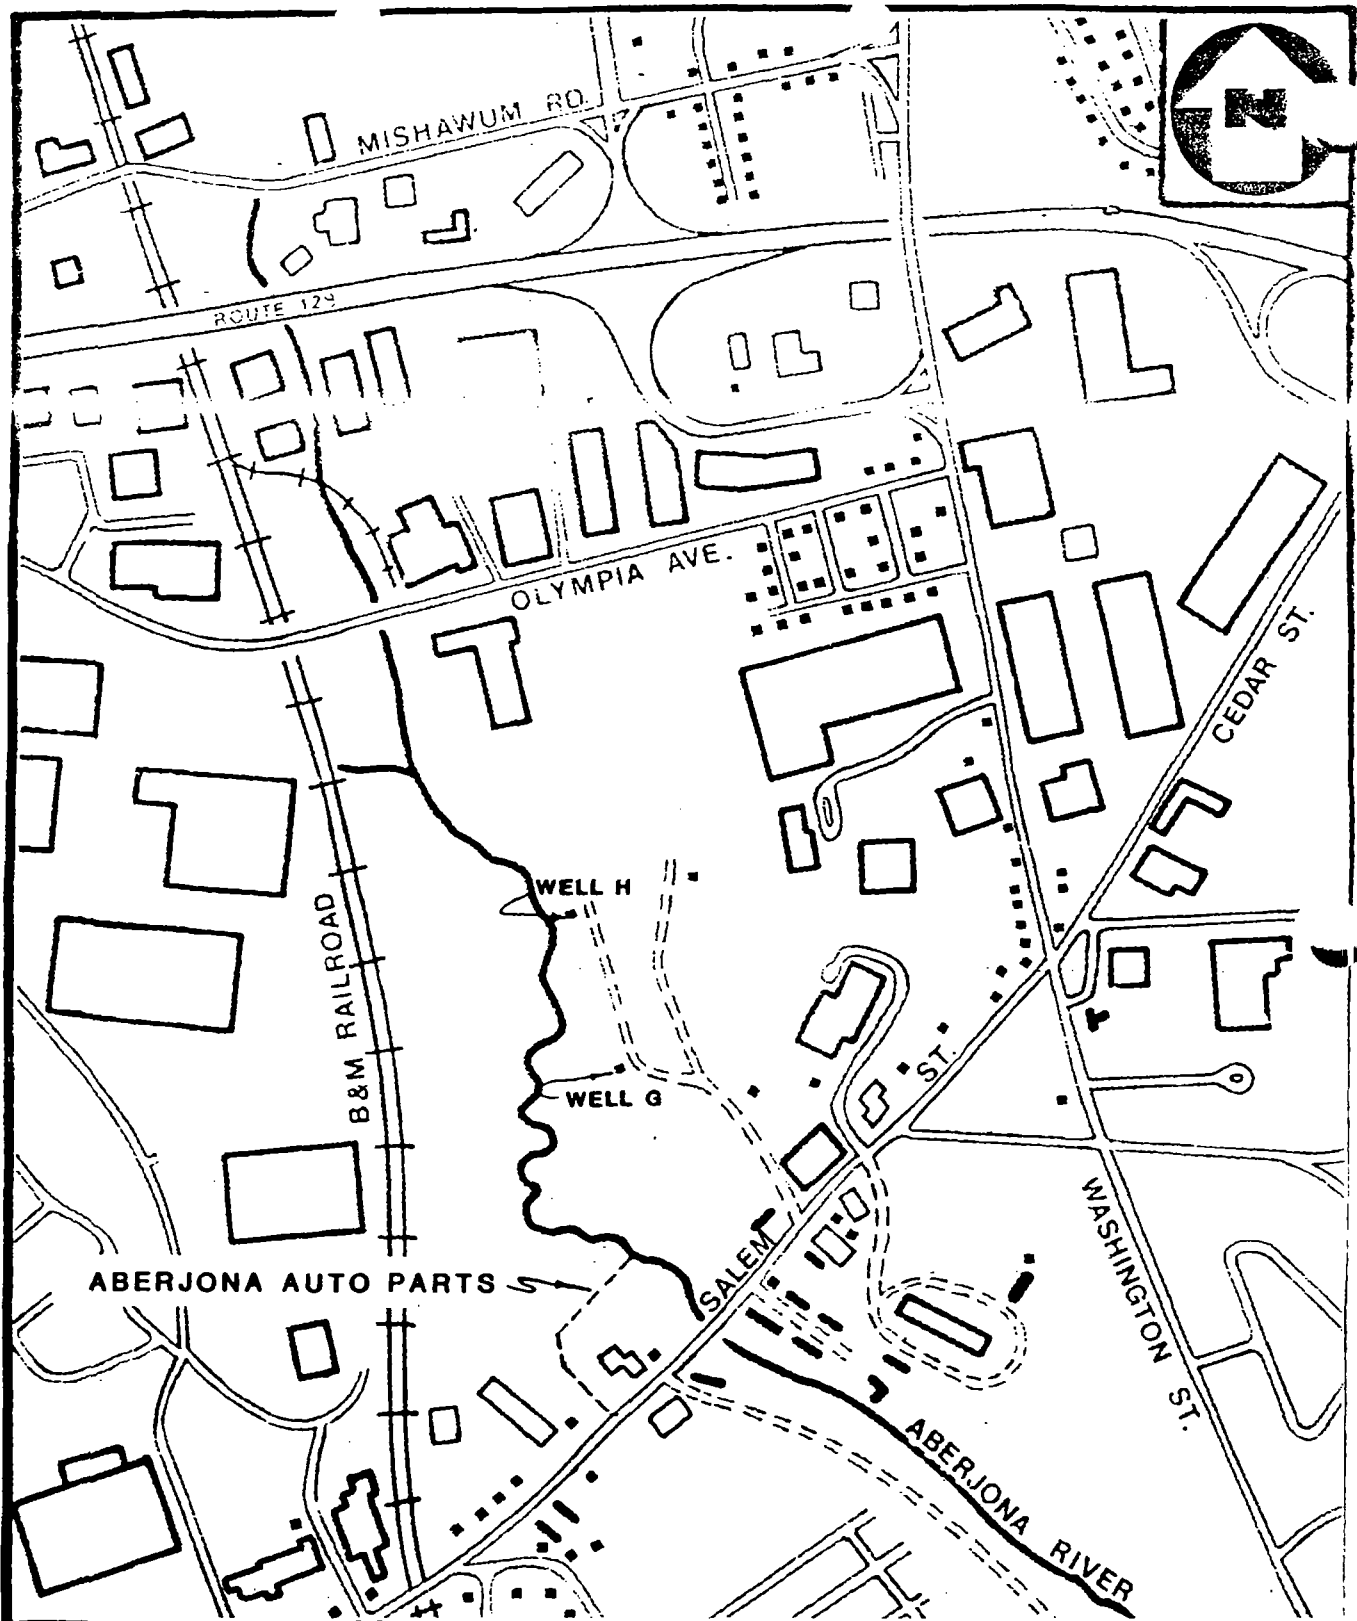 N
MISHAWUM RD.
ROUTE 129
OLYMPIA AVE.
CEDAR ST.
WELL H
B&M RAILROAD
WELL G
ST.
WASHINGTON ST.
ABERJONA AUTO PARTS
SALEM
ABERJONA RIVER